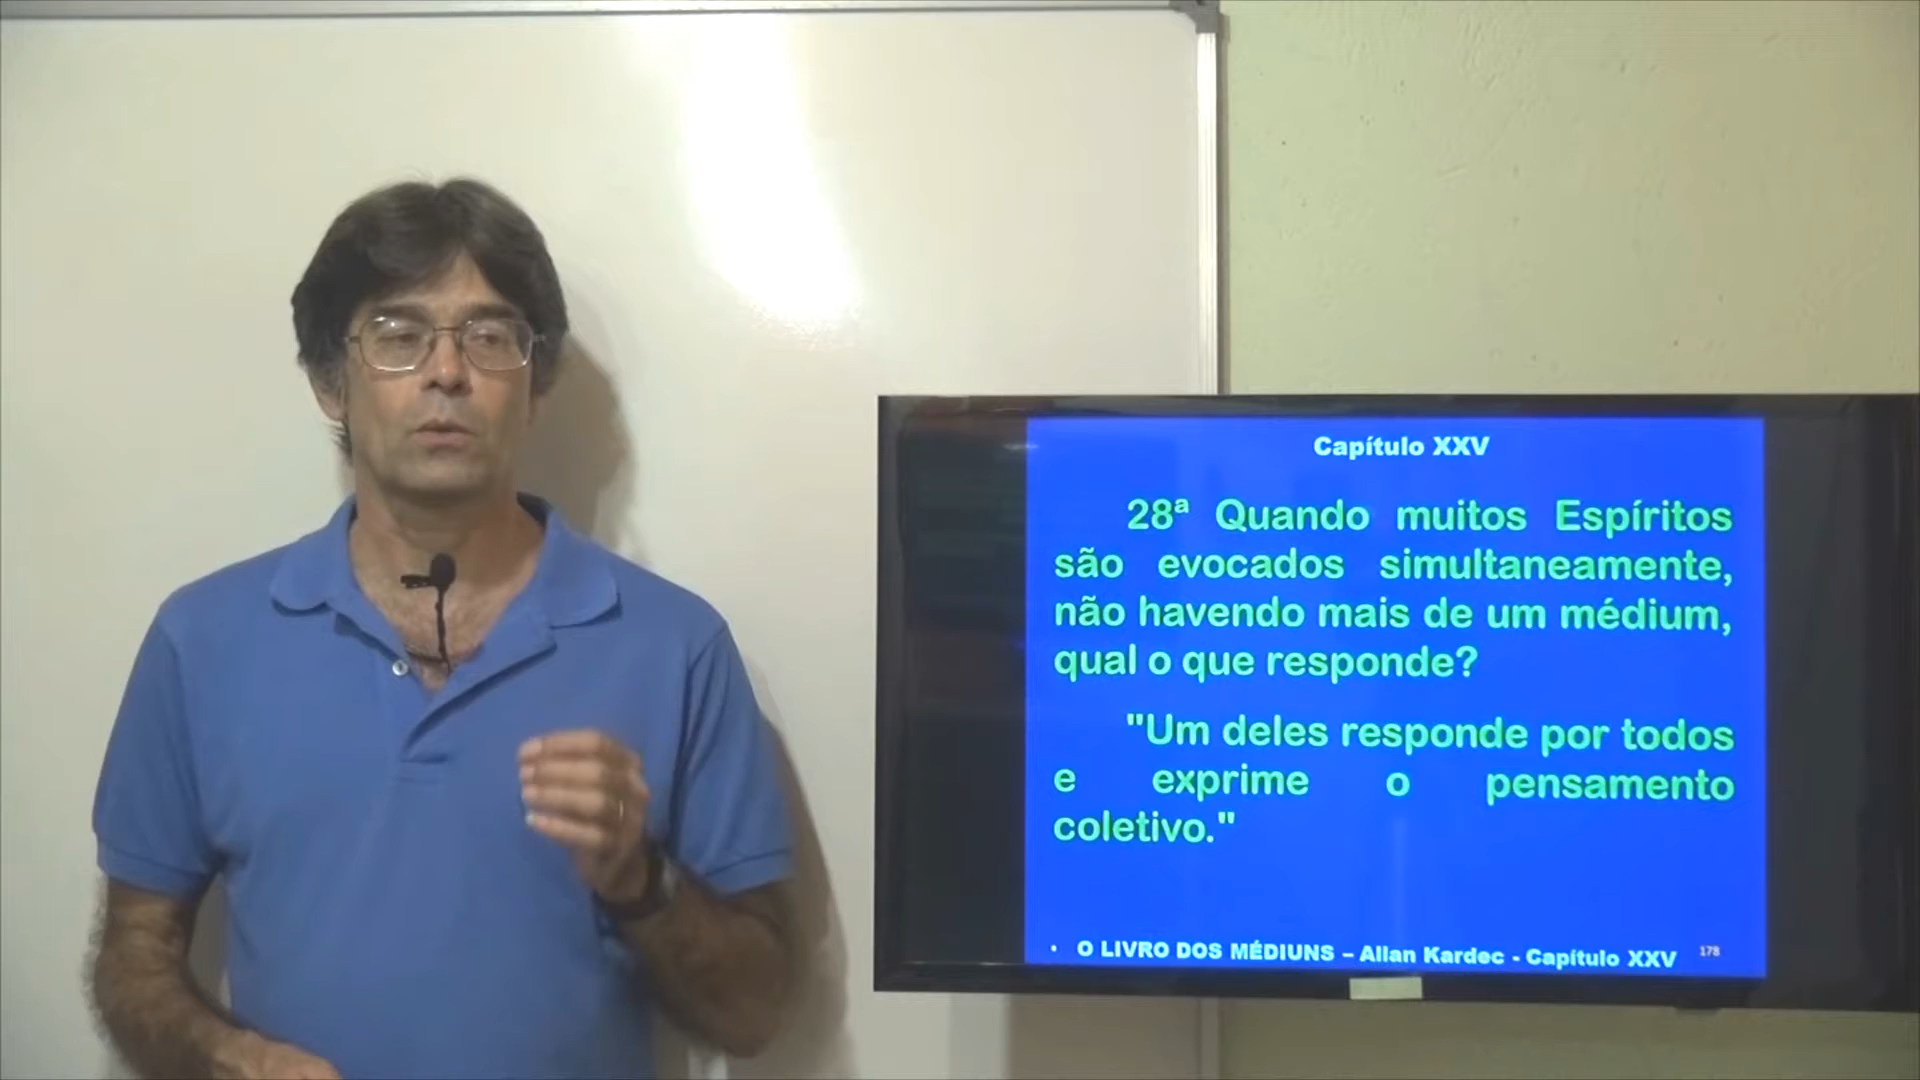 Capítulo XXV
28ª Quando muitos Espíritos
são evocados simultaneamente,
não havendo mais de um médium,
qual o que responde?
"Um deles responde por todos
e exprime o pensamento
coletivo."
• O LIVRO DOS MÉDIUNS – Allan Kardec - Capítulo XXV 178